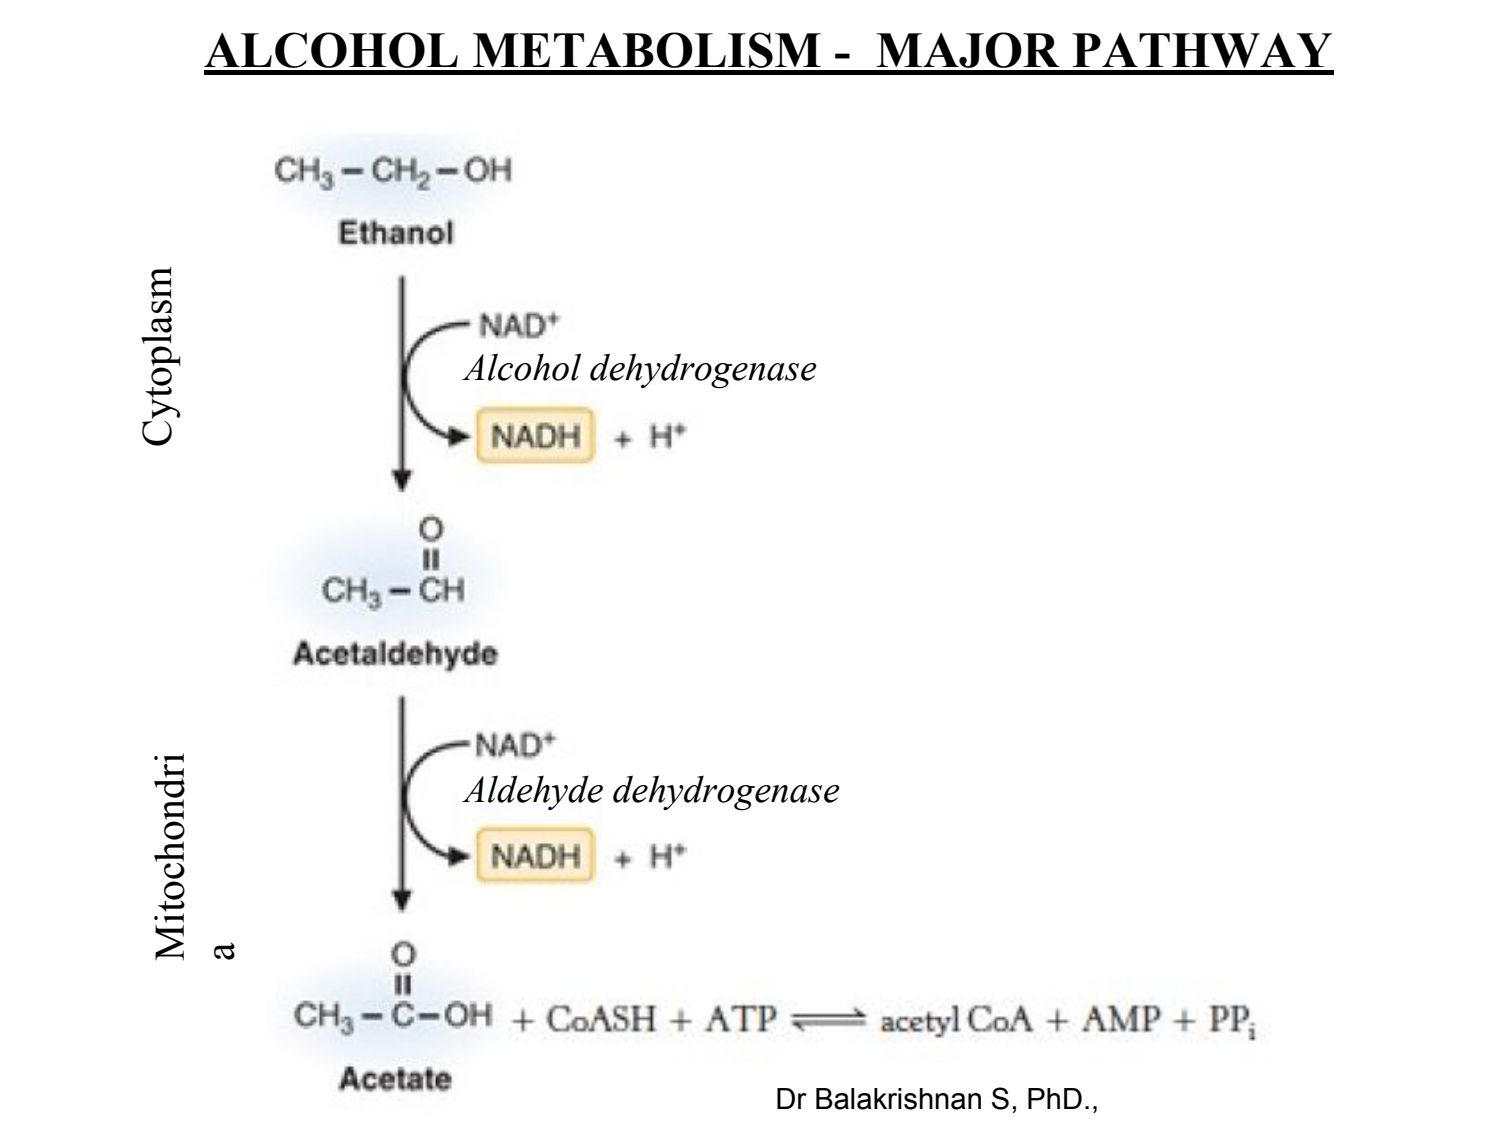 ALCOHOL METABOLISM - MAJOR PATHWAY
CH₃ – CH₂ – OH
Ethanol
Cytoplasm
NAD⁺
Alcohol dehydrogenase
NADH + H⁺
O
CH₃ – CH
Acetaldehyde
Mitochondri
a
NAD⁺
Aldehyde dehydrogenase
NADH + H⁺
O
CH₃ – C – OH + CoASH + ATP ⇌ acetyl CoA + AMP + PPᵢ
Acetate
Dr Balakrishnan S, PhD.,